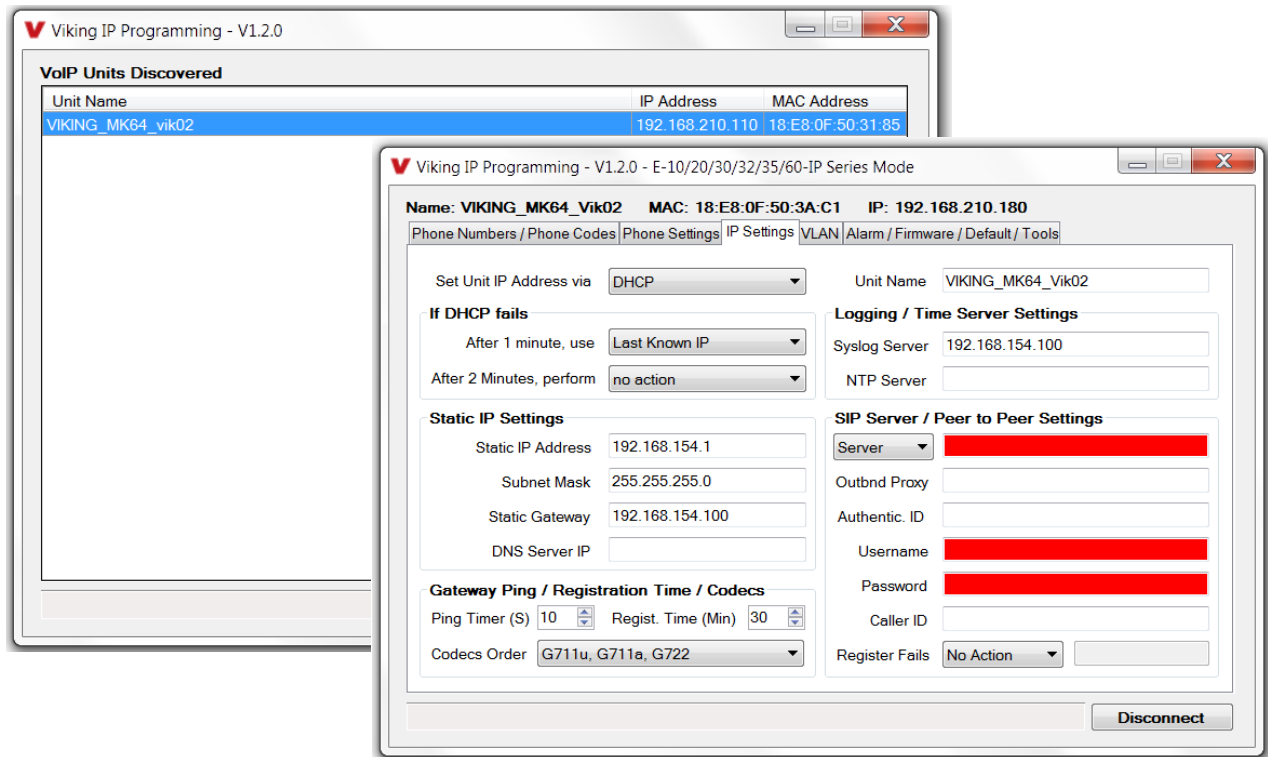 Viking IP Programming - V1.2.0
VoIP Units Discovered
Unit Name IP Address MAC Address
VIKING_MK64_vik02 192.168.210.110 18:E8:0F:50:31:85
Viking IP Programming - V1.2.0 - E-10/20/30/32/35/60-IP Series Mode
Name: VIKING_MK64_Vik02 MAC: 18:E8:0F:50:3A:C1 IP: 192.168.210.180
Phone Numbers / Phone Codes Phone Settings IP Settings VLAN Alarm / Firmware / Default / Tools
Set Unit IP Address via DHCP
If DHCP fails
After 1 minute, use Last Known IP
After 2 Minutes, perform no action
Static IP Settings
Static IP Address 192.168.154.1
Subnet Mask 255.255.255.0
Static Gateway 192.168.154.100
DNS Server IP
Gateway Ping / Registration Time / Codecs
Ping Timer (S) 10 Regist. Time (Min) 30
Codecs Order G711u, G711a, G722
Unit Name VIKING_MK64_Vik02
Logging / Time Server Settings
Syslog Server 192.168.154.100
NTP Server
SIP Server / Peer to Peer Settings
Server
Outbnd Proxy
Authentic. ID
Username
Password
Caller ID
Register Fails No Action
Disconnect